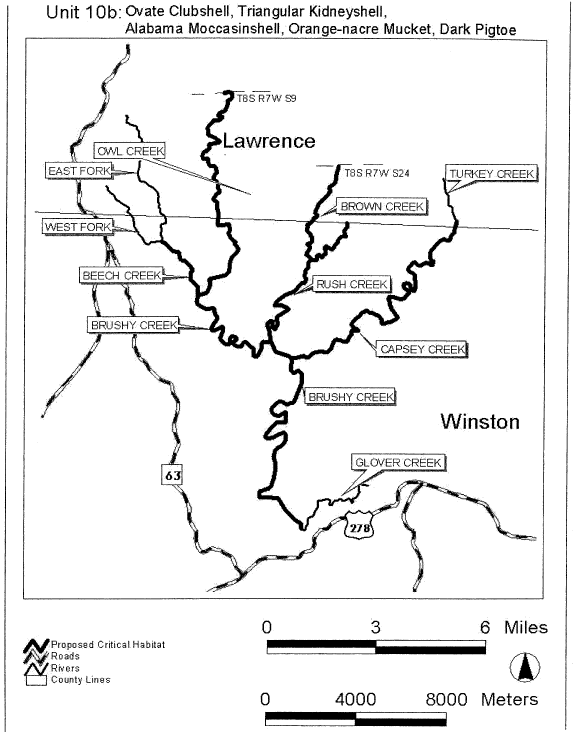 Unit 10b: Ovate Clubshell, Triangular Kidneyshell,
Alabama Moccasinshell, Orange-nacre Mucket, Dark Pigtoe
T8S R7W S9
Lawrence
OWL CREEK
EAST FORK
T8S R7W S24
TURKEY CREEK
BROWN CREEK
WEST FORK
BEECH CREEK
RUSH CREEK
BRUSHY CREEK
CAPSEY CREEK
BRUSHY CREEK
Winston
GLOVER CREEK
63
278
0 3 6 Miles
Proposed Critical Habitat
Roads
Rivers
County Lines
0 4000 8000 Meters